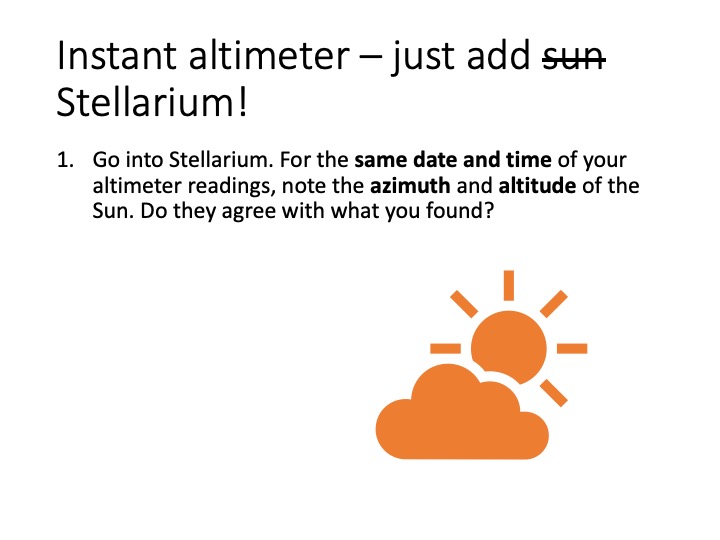 Instant altimeter – just add sun
Stellarium!
1. Go into Stellarium. For the same date and time of your
altimeter readings, note the azimuth and altitude of the
Sun. Do they agree with what you found?